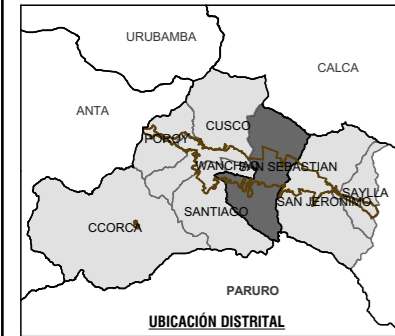 URUBAMBA
CALCA
ANTA
CUSCO
POROY
WANCHAQ
SAN SEBASTIAN
SAYLLA
SAN JERONIMO
SANTIAGO
CCORCA
PARURO
UBICACIÓN DISTRITAL